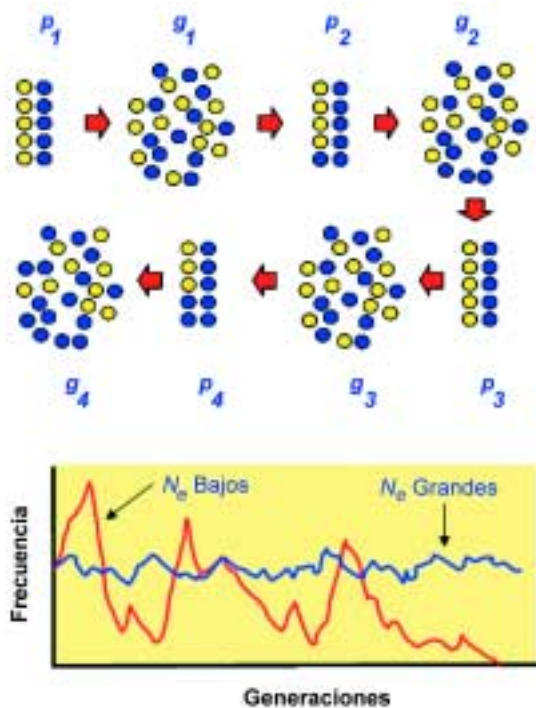 p1 g1 p2 g2
g4 p4 g3 p3
Ne Bajos Ne Grandes
Frecuencia
Generaciones